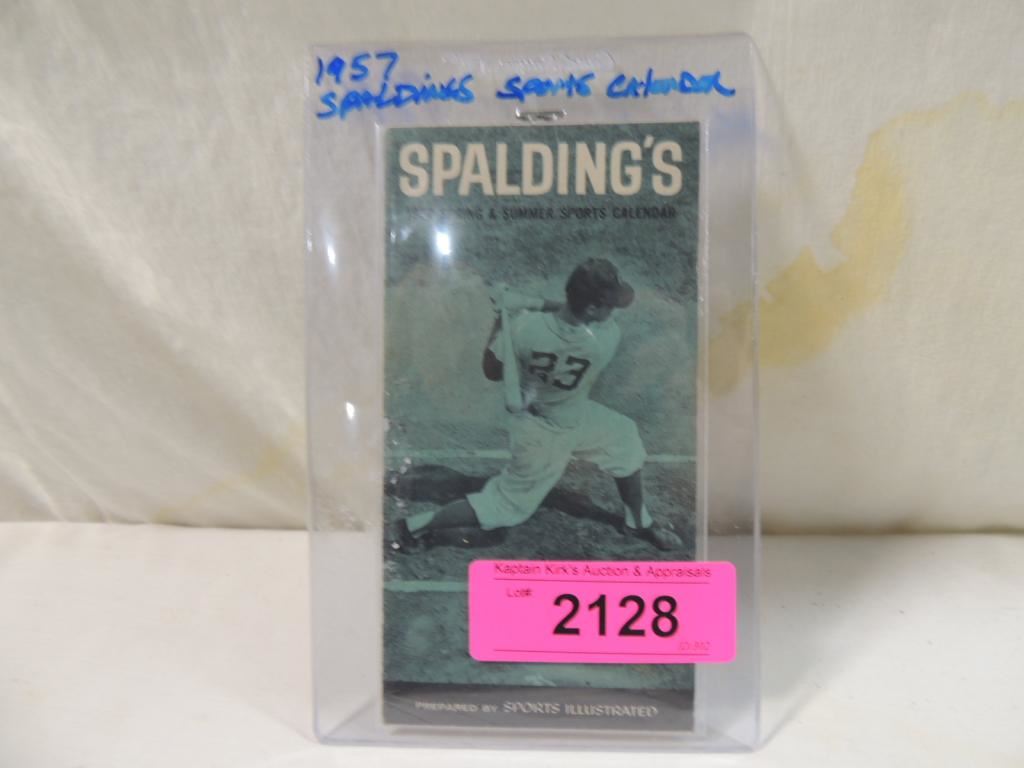 1957
SPALDINGS SPORTS CALENDER
SPALDING'S
SPRING & SUMMER SPORTS CALENDAR
23
Kaptain Kirk's Auction & Appraisals
Lot#
2128
PREPARED BY SPORTS ILLUSTRATED